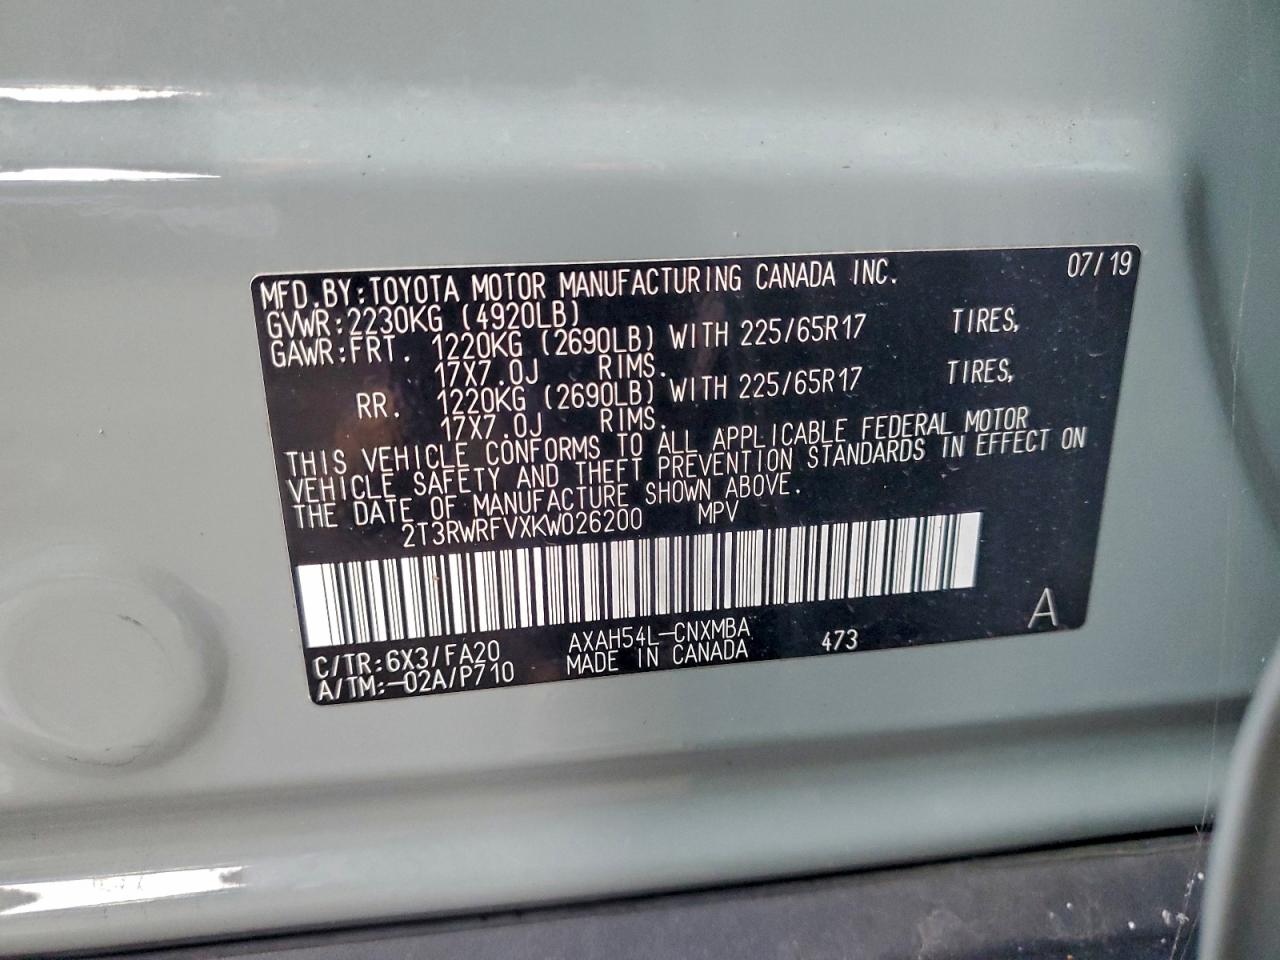 MFD.BY:TOYOTA MOTOR MANUFACTURING CANADA INC. 07/19
GVWR:2230KG (4920LB)
GAWR:FRT. 1220KG (2690LB) WITH 225/65R17 TIRES,
17X7.0J RIMS.
RR. 1220KG (2690LB) WITH 225/65R17 TIRES,
17X7.0J RIMS.
THIS VEHICLE CONFORMS TO ALL APPLICABLE FEDERAL MOTOR
VEHICLE SAFETY AND THEFT PREVENTION STANDARDS IN EFFECT ON
THE DATE OF MANUFACTURE SHOWN ABOVE.
2T3RWRFVXKW026200 MPV
C/TR:6X3/FA20 AXAH54L-CNXMBA 473 A
A/TM:-02A/P710 MADE IN CANADA